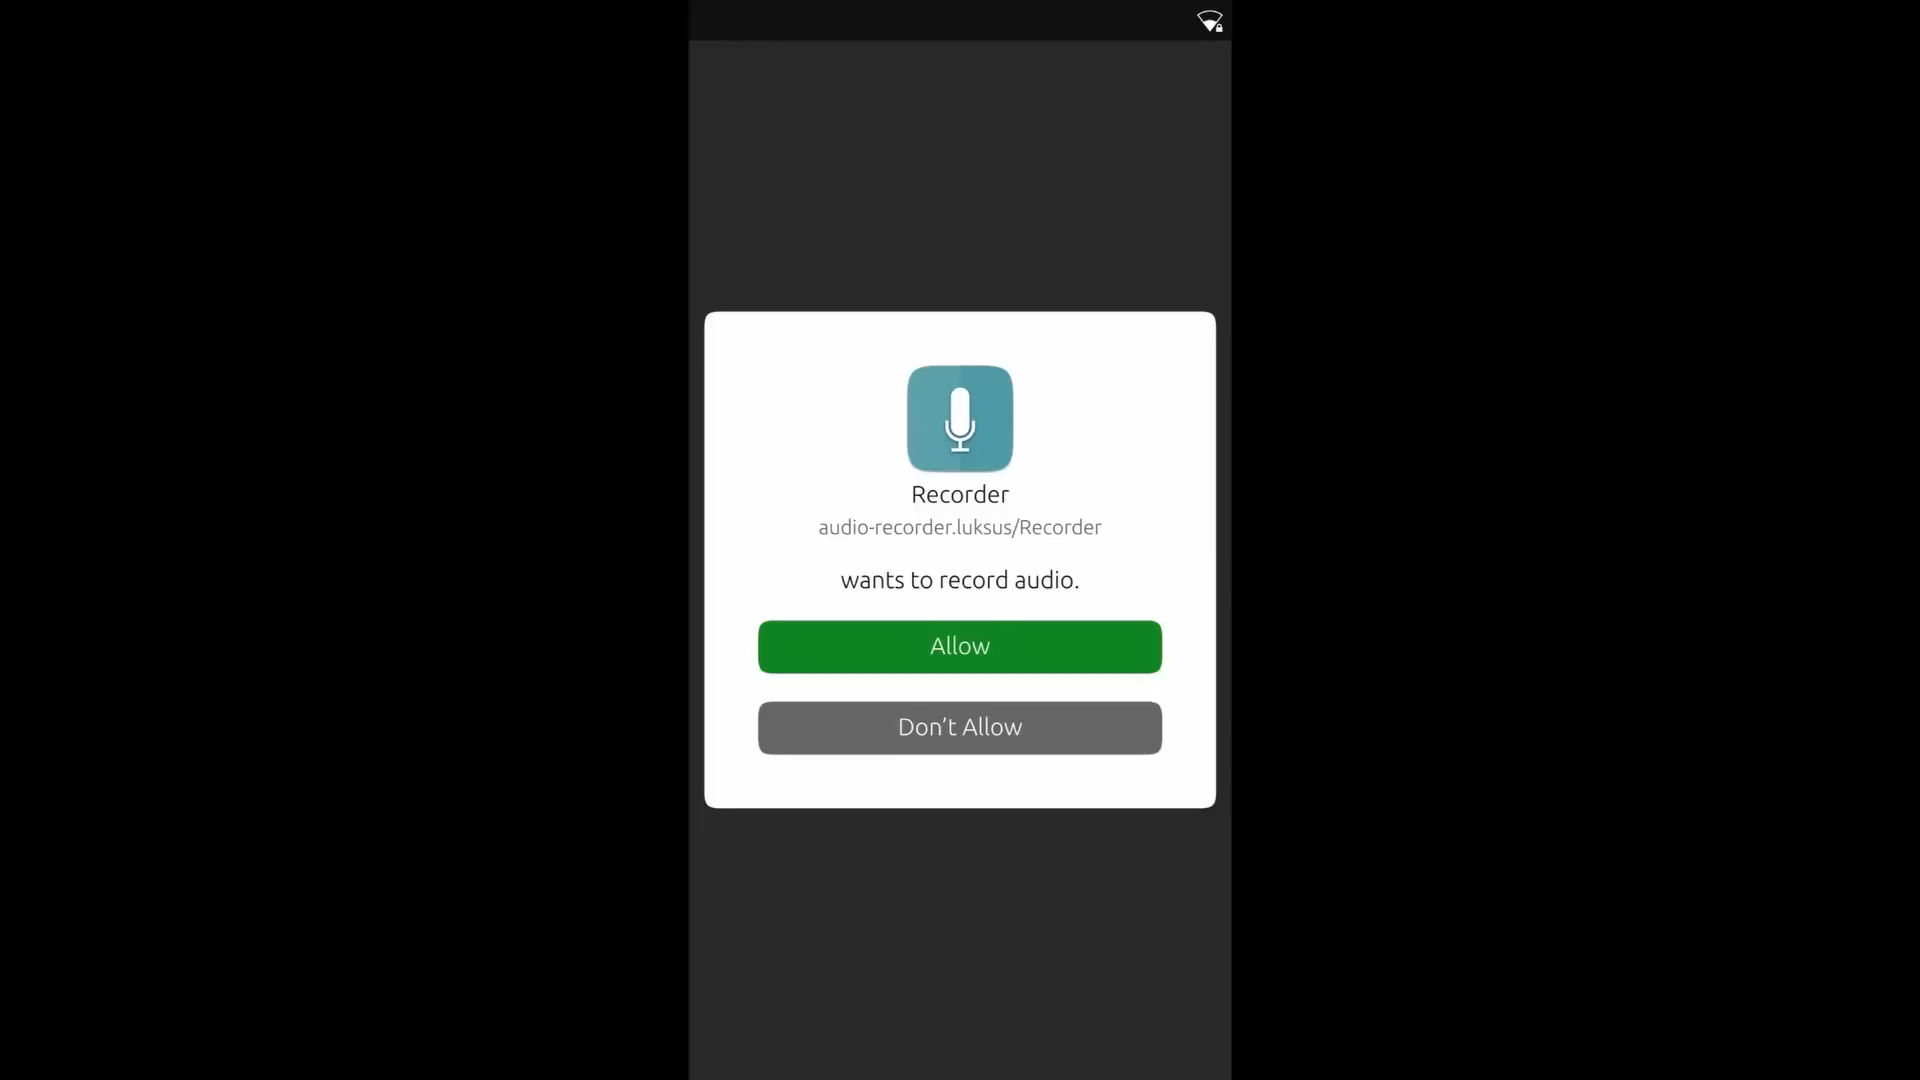 Recorder
audio-recorder.luksus/Recorder
wants to record audio.
Allow
Don’t Allow